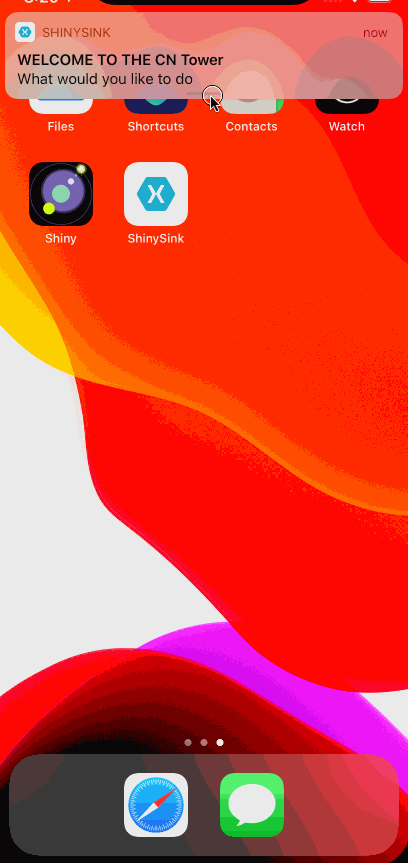 SHINYSINK now
WELCOME TO THE CN Tower
What would you like to do
Files Shortcuts Contacts Watch
Shiny ShinySink